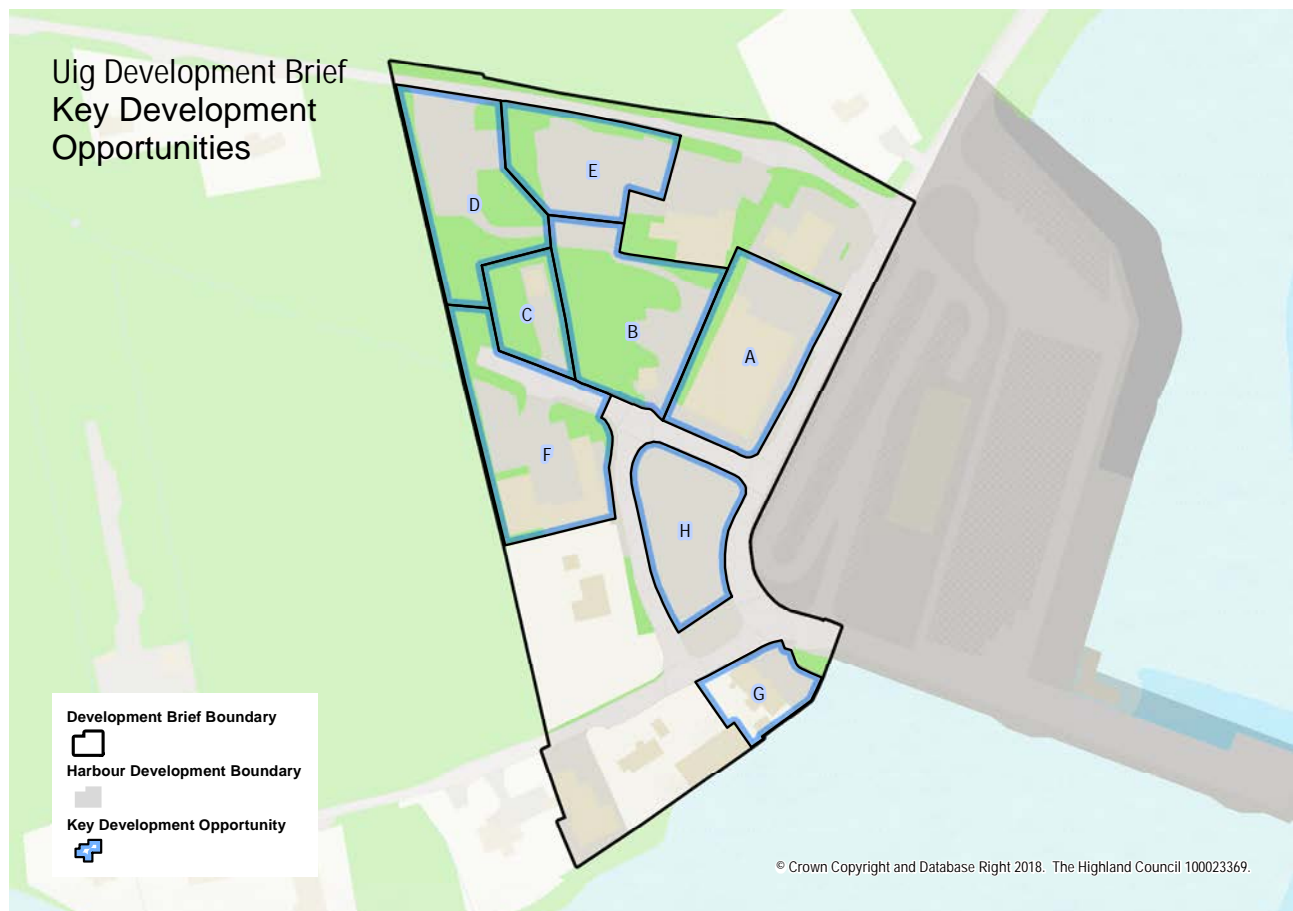 Uig Development Brief
Key Development
Opportunities
E
D
C
B
A
F
H
G
Development Brief Boundary
Harbour Development Boundary
Key Development Opportunity
© Crown Copyright and Database Right 2018. The Highland Council 100023369.